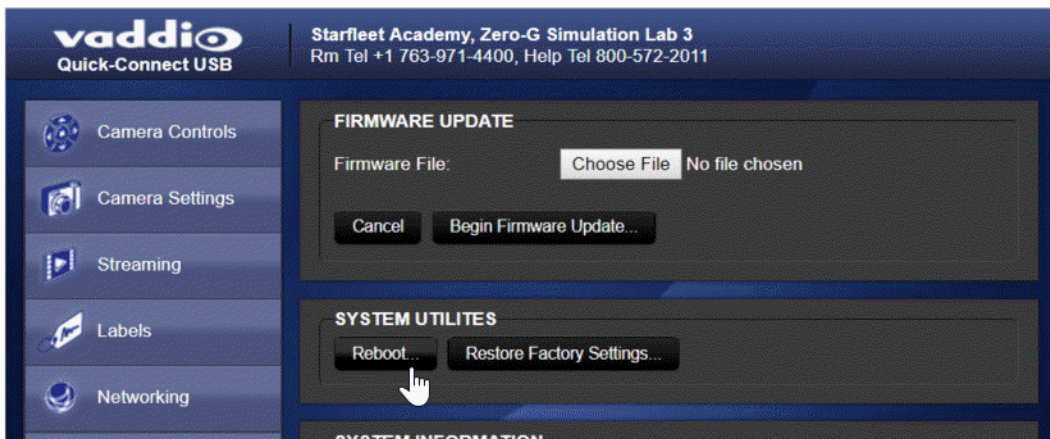 vaddio
Quick-Connect USB
Starfleet Academy, Zero-G Simulation Lab 3
Rm Tel +1 763-971-4400, Help Tel 800-572-2011
Camera Controls
Camera Settings
Streaming
Labels
Networking
FIRMWARE UPDATE
Firmware File: Choose File No file chosen
Cancel Begin Firmware Update...
SYSTEM UTILITES
Reboot... Restore Factory Settings...
SYSTEM INFORMATION